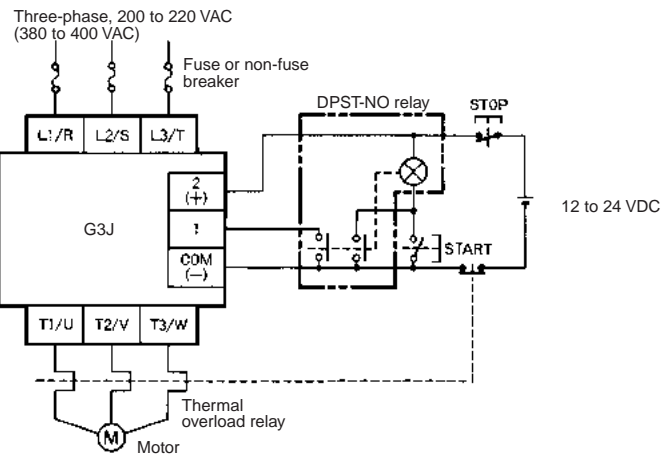 Three-phase, 200 to 220 VAC
(380 to 400 VAC)
Fuse or non-fuse
breaker
DPST-NO relay
STOP
L1/R
L2/S
L3/T
2
(+)
12 to 24 VDC
G3J
1
START
COM
(−)
T1/U
T2/V
T3/W
Thermal
overload relay
M
Motor